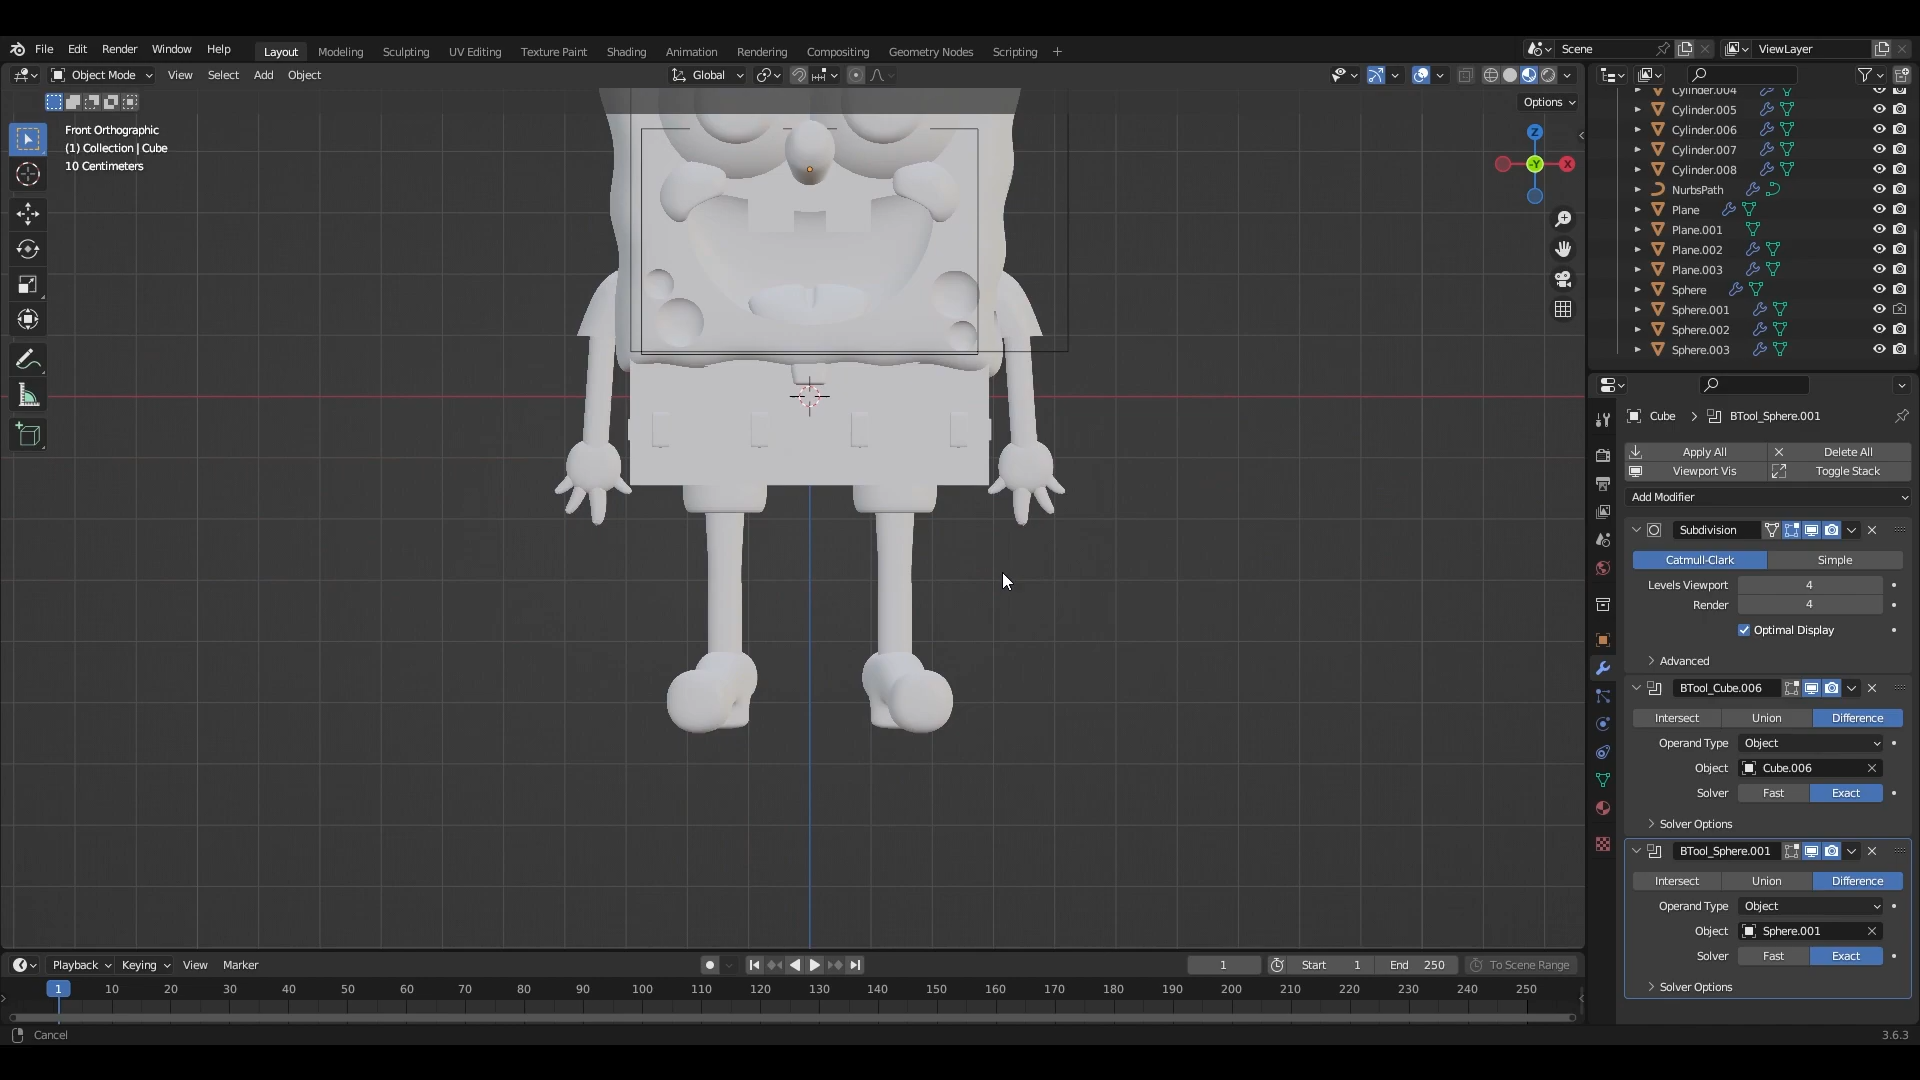 File Edit Render Window Help Layout Modeling Sculpting UV Editing Texture Paint Shading Animation Rendering Compositing Geometry Nodes Scripting + Scene ViewLayer
Object Mode View Select Add Object Global
Options
Front Orthographic
(1) Collection | Cube
10 Centimeters
Z
-Y
X
Cylinder.004
Cylinder.005
Cylinder.006
Cylinder.007
Cylinder.008
NurbsPath
Plane
Plane.001
Plane.002
Plane.003
Sphere
Sphere.001
Sphere.002
Sphere.003
Cube > BTool_Sphere.001
Apply All Delete All
Viewport Vis Toggle Stack
Add Modifier
Subdivision
Catmull-Clark Simple
Levels Viewport 4
Render 4
Optimal Display
Advanced
BTool_Cube.006
Intersect Union Difference
Operand Type Object
Object Cube.006
Solver Fast Exact
Solver Options
BTool_Sphere.001
Intersect Union Difference
Operand Type Object
Object Sphere.001
Solver Fast Exact
Solver Options
Playback Keying View Marker 1 Start 1 End 250 To Scene Range
1 10 20 30 40 50 60 70 80 90 100 110 120 130 140 150 160 170 180 190 200 210 220 230 240 250
Cancel 3.6.3